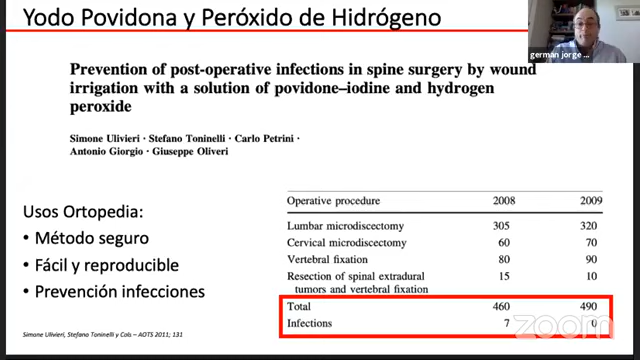 Yodo Povidona y Peróxido de Hidrógeno
german jorge ...
Prevention of post-operative infections in spine surgery by wound
irrigation with a solution of povidone–iodine and hydrogen
peroxide
Simone Ulivieri · Stefano Toninelli · Carlo Petrini ·
Antonio Giorgio · Giuseppe Oliveri
Usos Ortopedia:
• Método seguro
• Fácil y reproducible
• Prevención infecciones
Operative procedure 2008 2009
Lumbar microdiscectomy 305 320
Cervical microdiscectomy 60 70
Vertebral fixation 80 90
Resection of spinal extradural 15 10
tumors and vertebral fixation
Total 460 490
Infections 7 0
Simone Ulivieri, Stefano Toninelli y Cols – AOTS 2011; 131
zoom